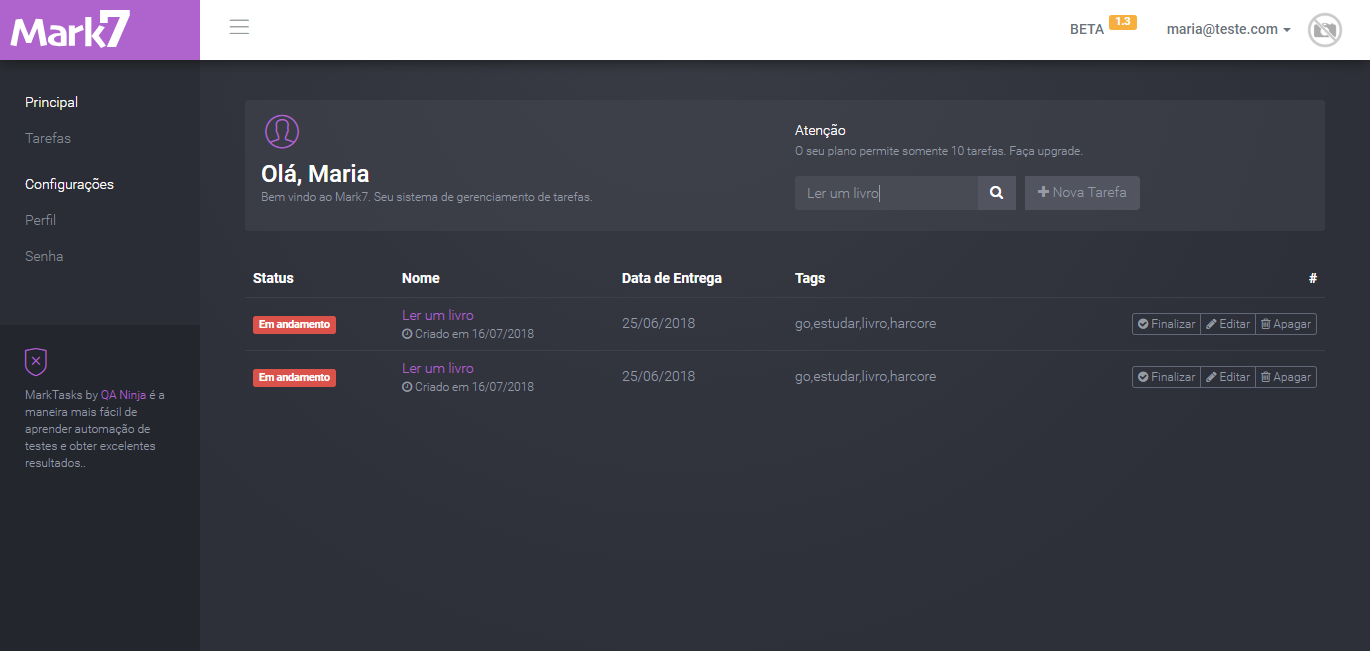 Mark7
BETA 1.3
maria@teste.com
Principal
Tarefas
Configurações
Perfil
Senha
MarkTasks by QA Ninja é a
maneira mais fácil de
aprender automação de
testes e obter excelentes
resultados..
Olá, Maria
Bem vindo ao Mark7. Seu sistema de gerenciamento de tarefas.
Atenção
O seu plano permite somente 10 tarefas. Faça upgrade.
Ler um livro
Nova Tarefa
Status Nome Data de Entrega Tags #
Em andamento Ler um livro 25/06/2018 go,estudar,livro,harcore Finalizar Editar Apagar
Criado em 16/07/2018
Em andamento Ler um livro 25/06/2018 go,estudar,livro,harcore Finalizar Editar Apagar
Criado em 16/07/2018